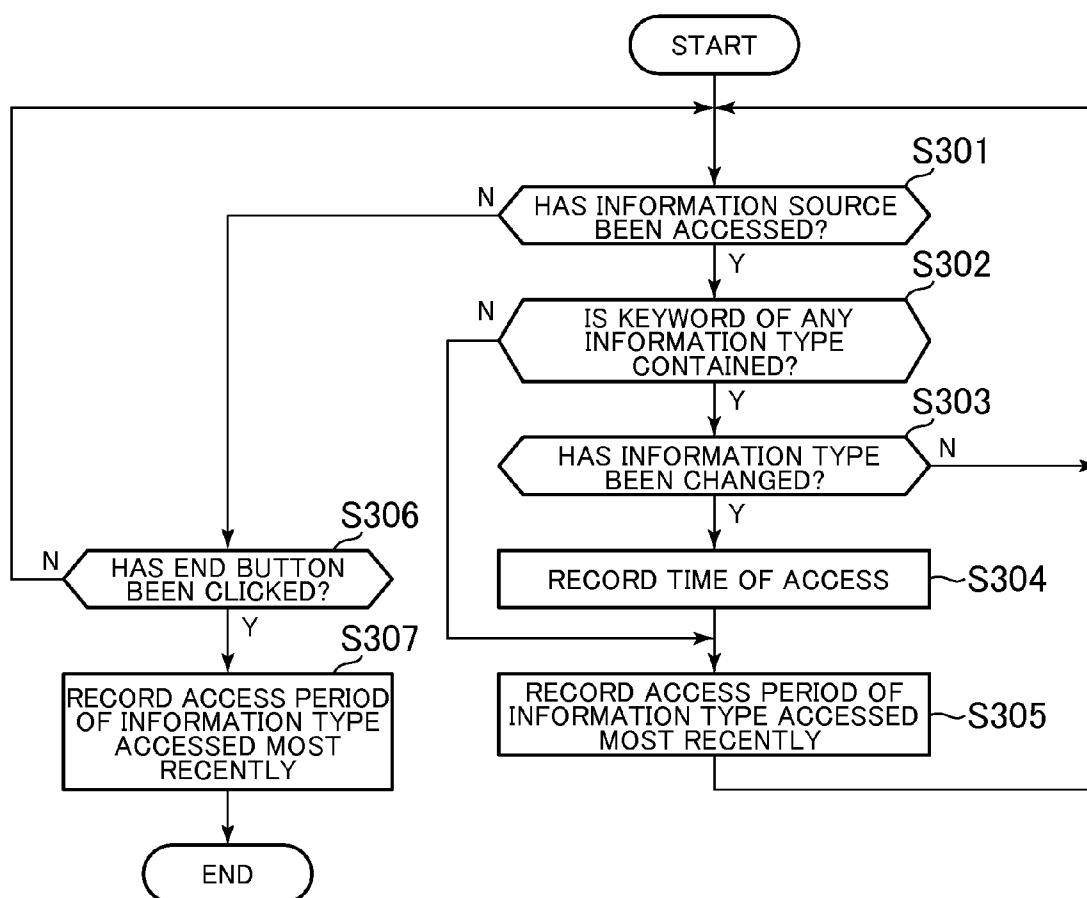 START
S301
N
HAS INFORMATION SOURCE
BEEN ACCESSED?
Y
S302
N
IS KEYWORD OF ANY
INFORMATION TYPE
CONTAINED?
Y
S303
HAS INFORMATION TYPE
BEEN CHANGED?
N
Y
S306
N
HAS END BUTTON
BEEN CLICKED?
Y
RECORD TIME OF ACCESS
S304
S307
RECORD ACCESS PERIOD
OF INFORMATION TYPE
ACCESSED MOST
RECENTLY
RECORD ACCESS PERIOD OF
INFORMATION TYPE ACCESSED
MOST RECENTLY
S305
END